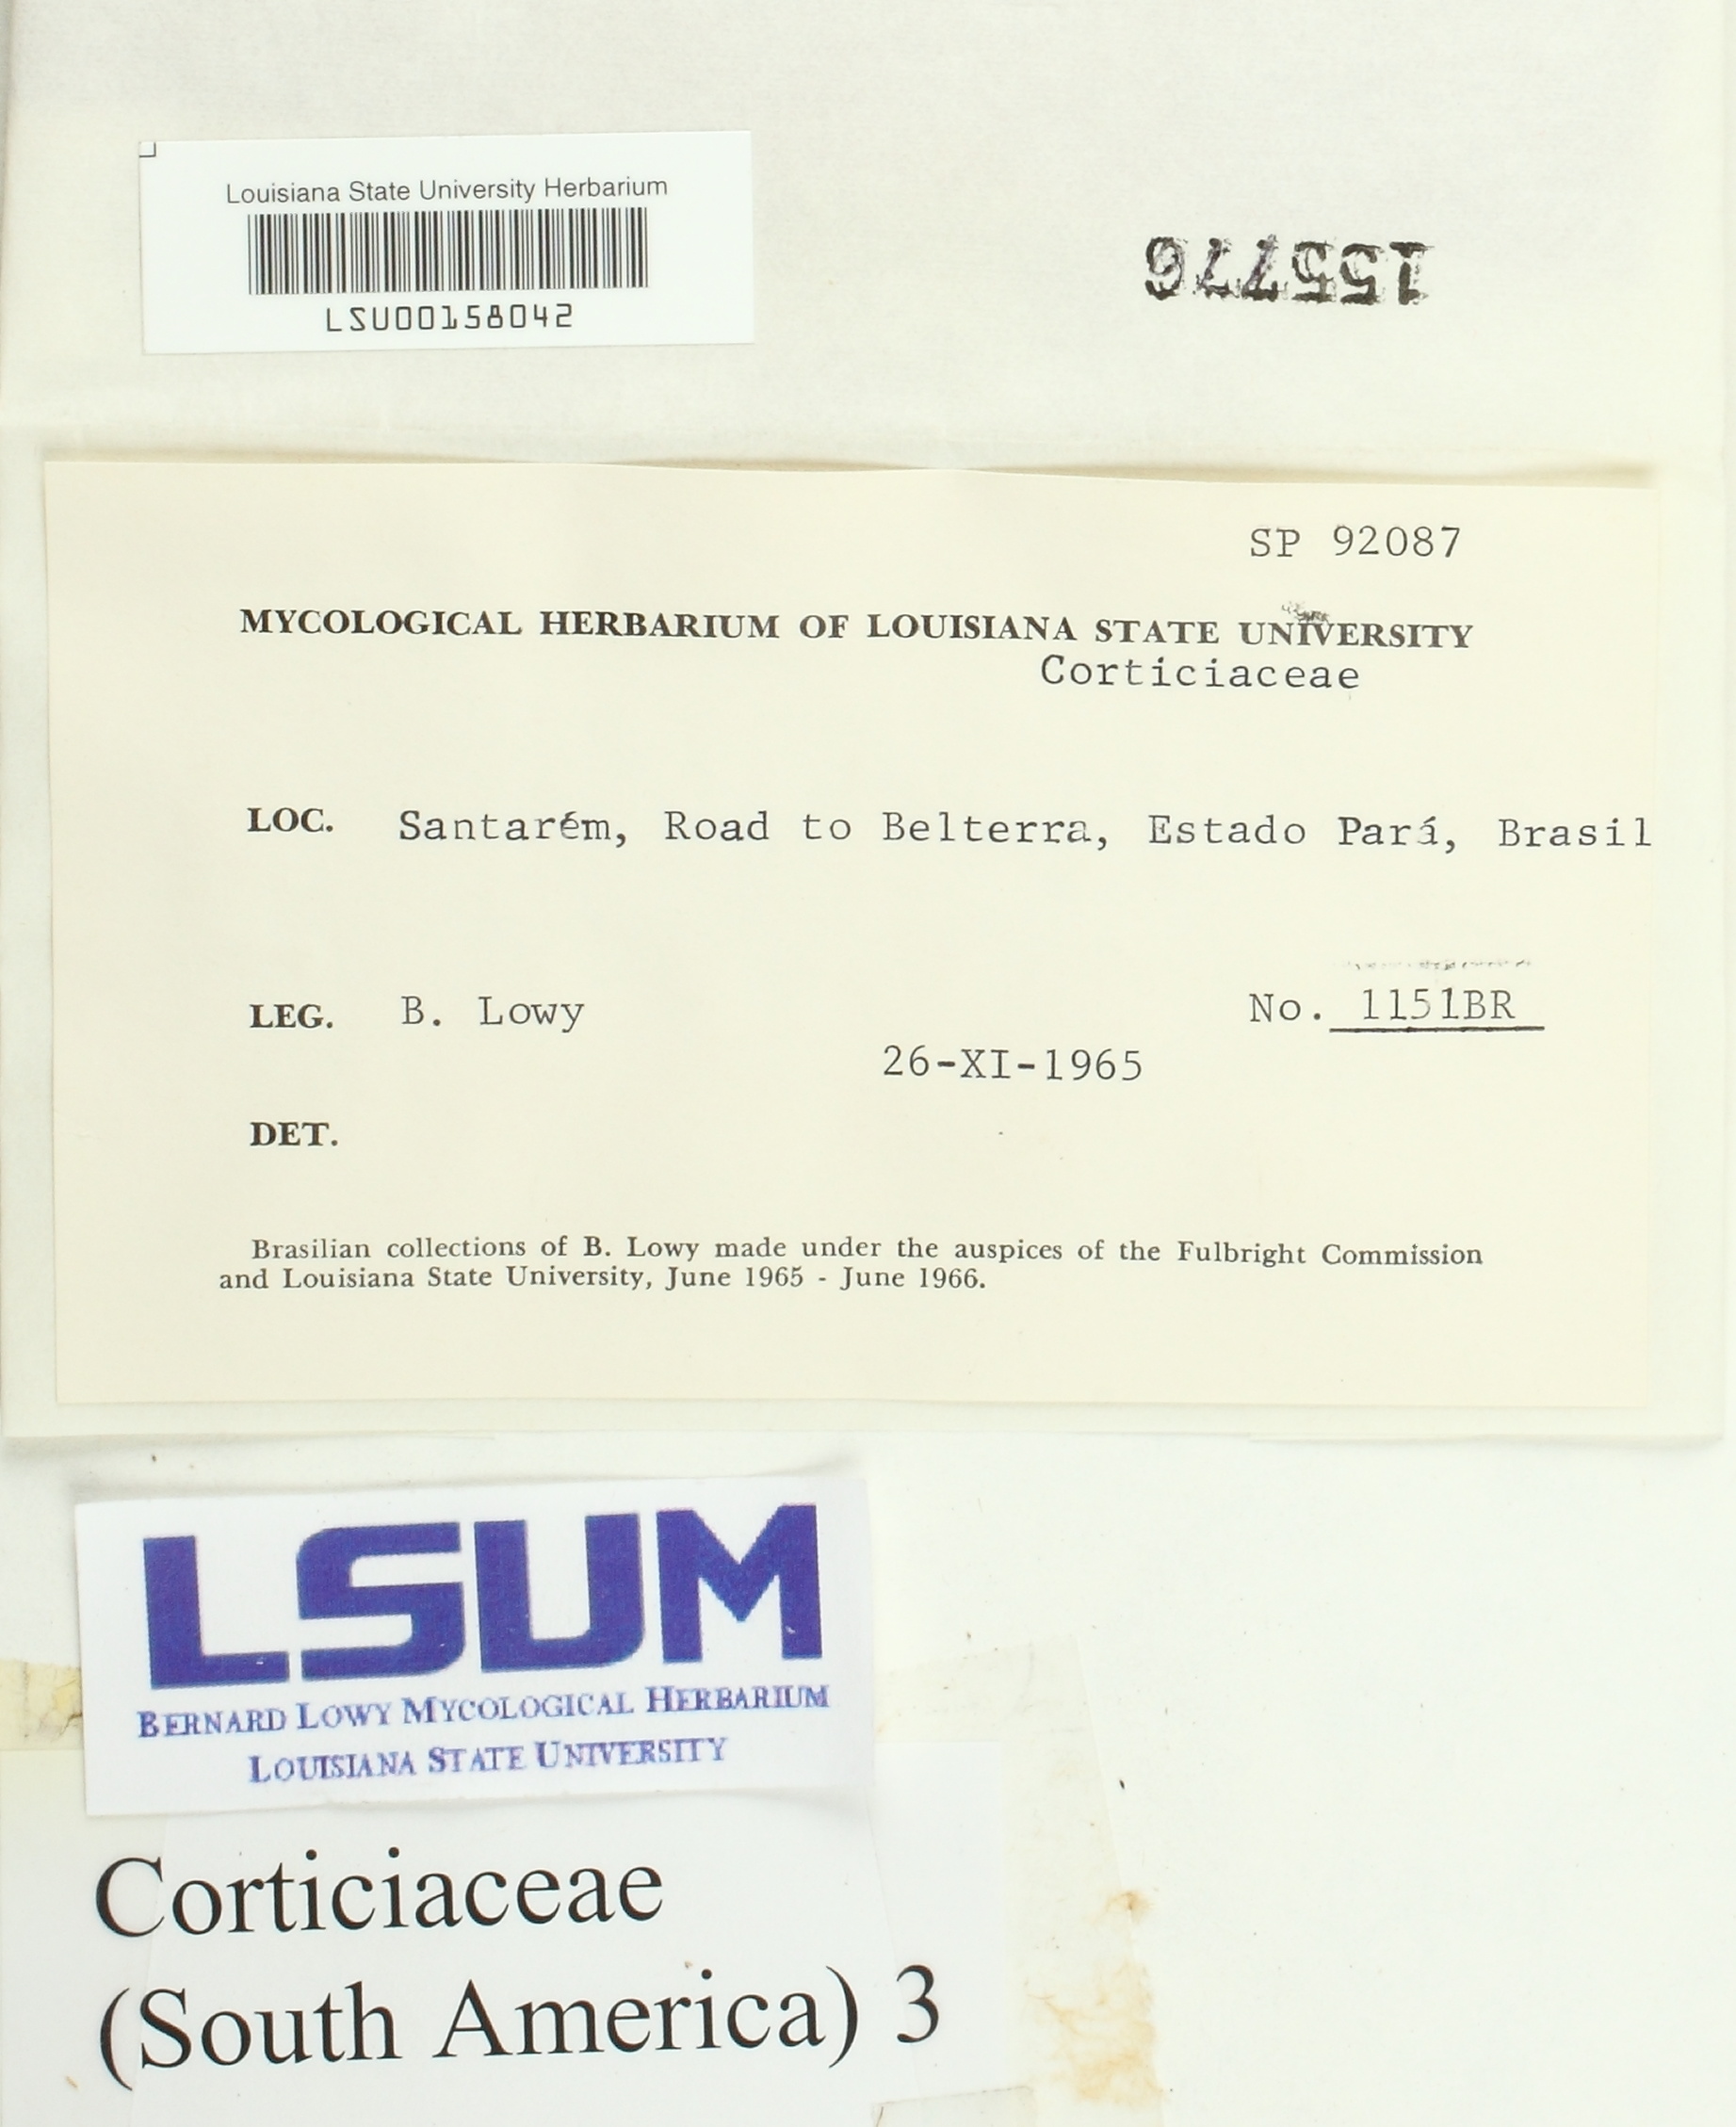 Louisiana State University Herbarium
LSU00158042
155776
SP 92087
MYCOLOGICAL HERBARIUM OF LOUISIANA STATE UNIVERSITY
Corticiaceae
LOC. Santarém, Road to Belterra, Estado Pará, Brasil
LEG. B. Lowy No. 1151BR
26-XI-1965
DET.
Brasilian collections of B. Lowy made under the auspices of the Fulbright Commission
and Louisiana State University, June 1965 - June 1966.
LSUM
BERNARD LOWY MYCOLOGICAL HERBARIUM
LOUISIANA STATE UNIVERSITY
Corticiaceae
(South America) 3